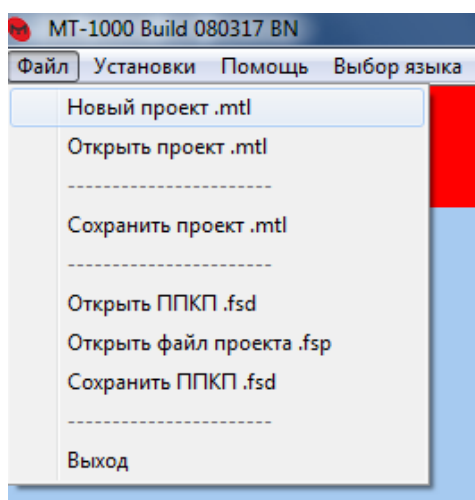 MT-1000 Build 080317 BN
Файл Установки Помощь Выбор языка
Новый проект .mtl
Открыть проект .mtl
----------------------
Сохранить проект .mtl
----------------------
Открыть ППКП .fsd
Открыть файл проекта .fsp
Сохранить ППКП .fsd
----------------------
Выход